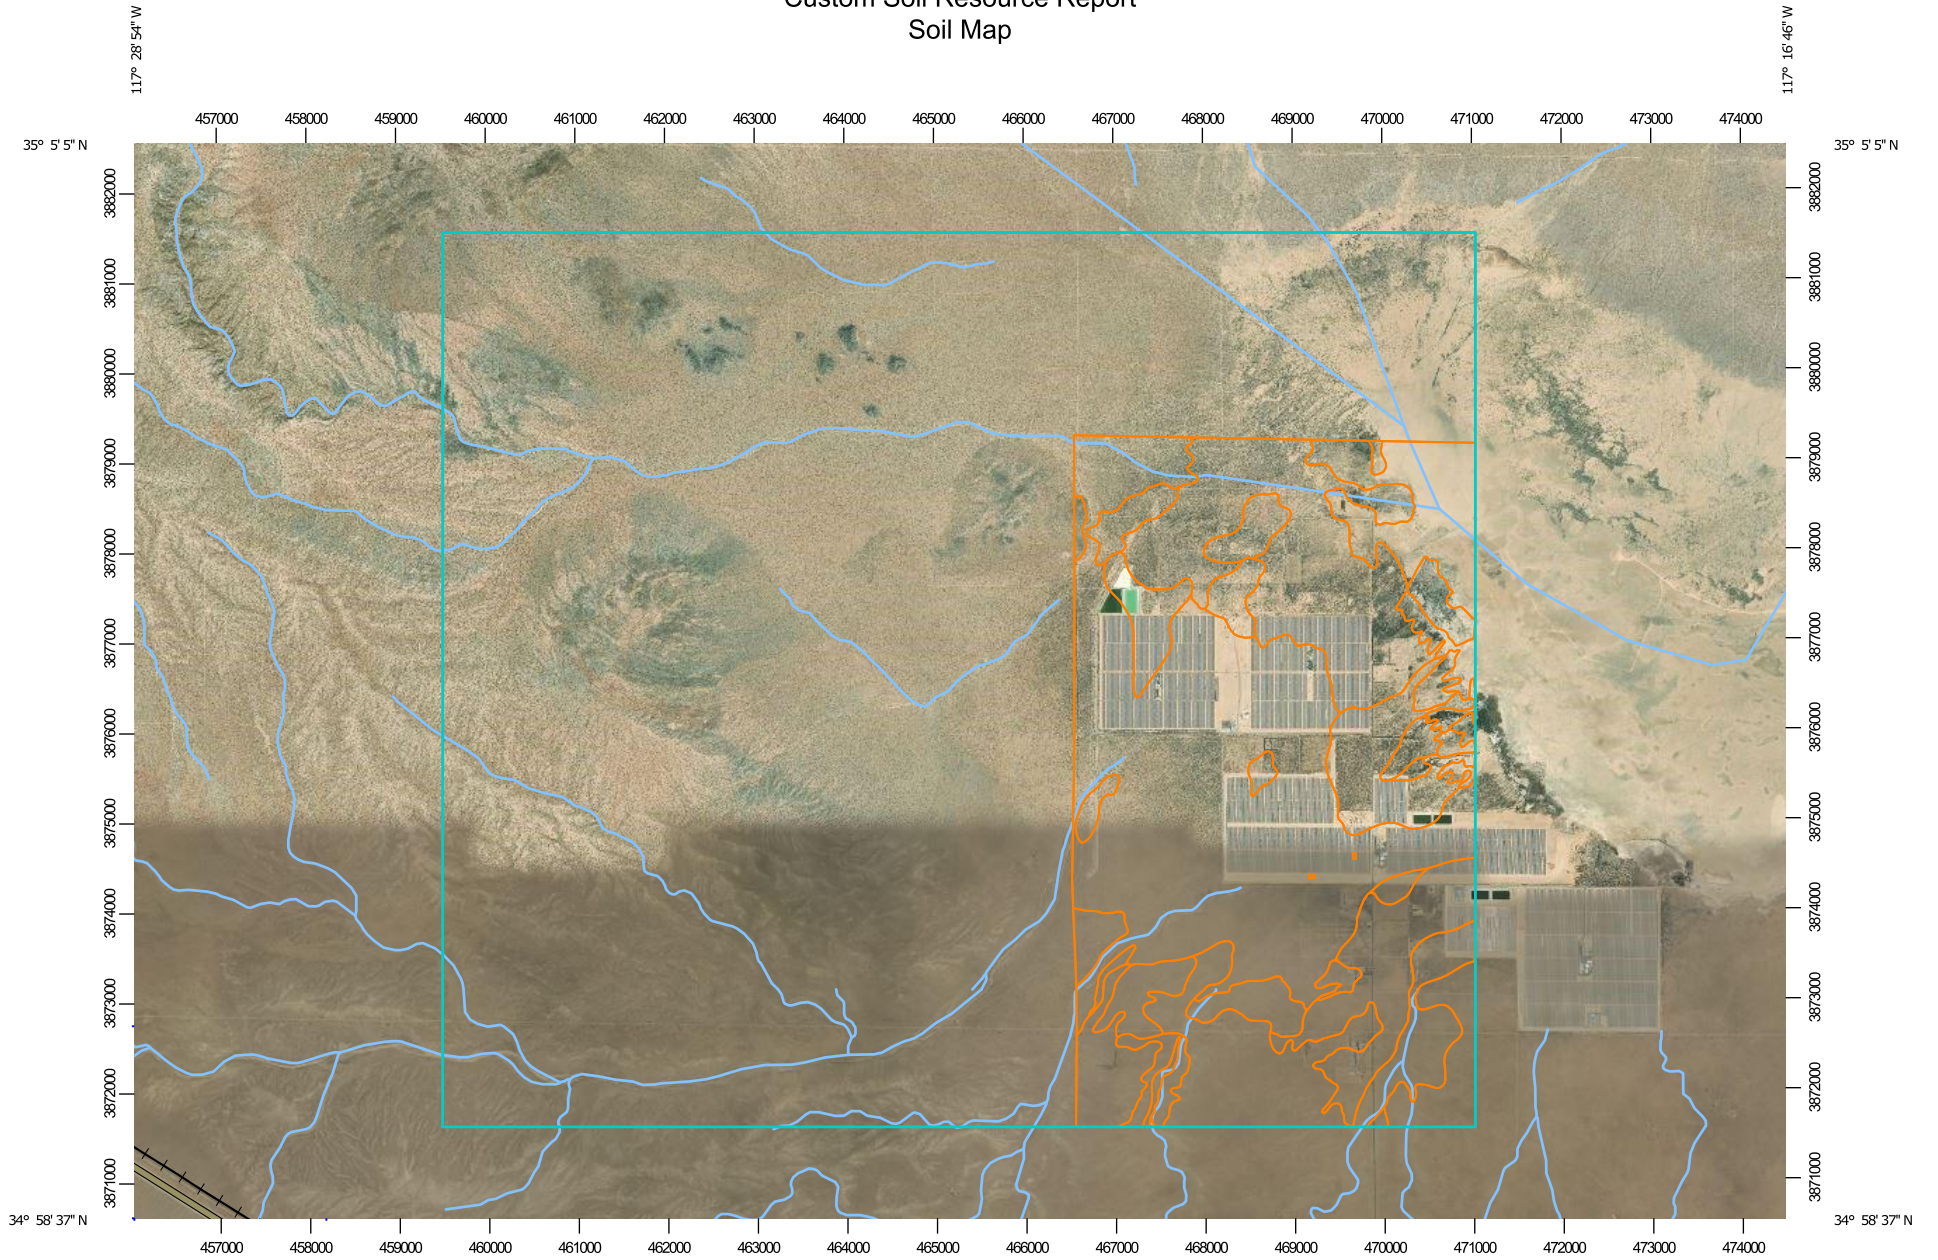 Custom Soil Resource Report
Soil Map
117° 28' 54" W
117° 16' 46" W
457000 458000 459000 460000 461000 462000 463000 464000 465000 466000 467000 468000 469000 470000 471000 472000 473000 474000
35° 5' 5" N
35° 5' 5" N
3882000 3882000
3881000 3881000
3880000 3880000
3879000 3879000
3878000 3878000
3877000 3877000
3876000 3876000
3875000 3875000
3874000 3874000
3873000 3873000
3872000 3872000
3871000 3871000
34° 58' 37" N
34° 58' 37" N
457000 458000 459000 460000 461000 462000 463000 464000 465000 466000 467000 468000 469000 470000 471000 472000 473000 474000